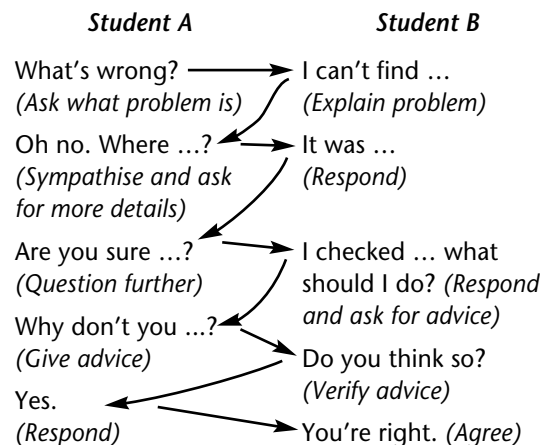 Student A
Student B
What's wrong?
(Ask what problem is)
I can't find …
(Explain problem)
Oh no. Where …?
(Sympathise and ask
for more details)
It was …
(Respond)
Are you sure …?
(Question further)
I checked … what
should I do? (Respond
and ask for advice)
Why don't you ...?
(Give advice)
Do you think so?
(Verify advice)
Yes.
(Respond)
You're right. (Agree)